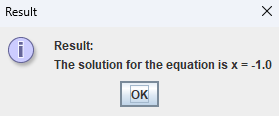 Result
Result:
The solution for the equation is x = -1.0
OK